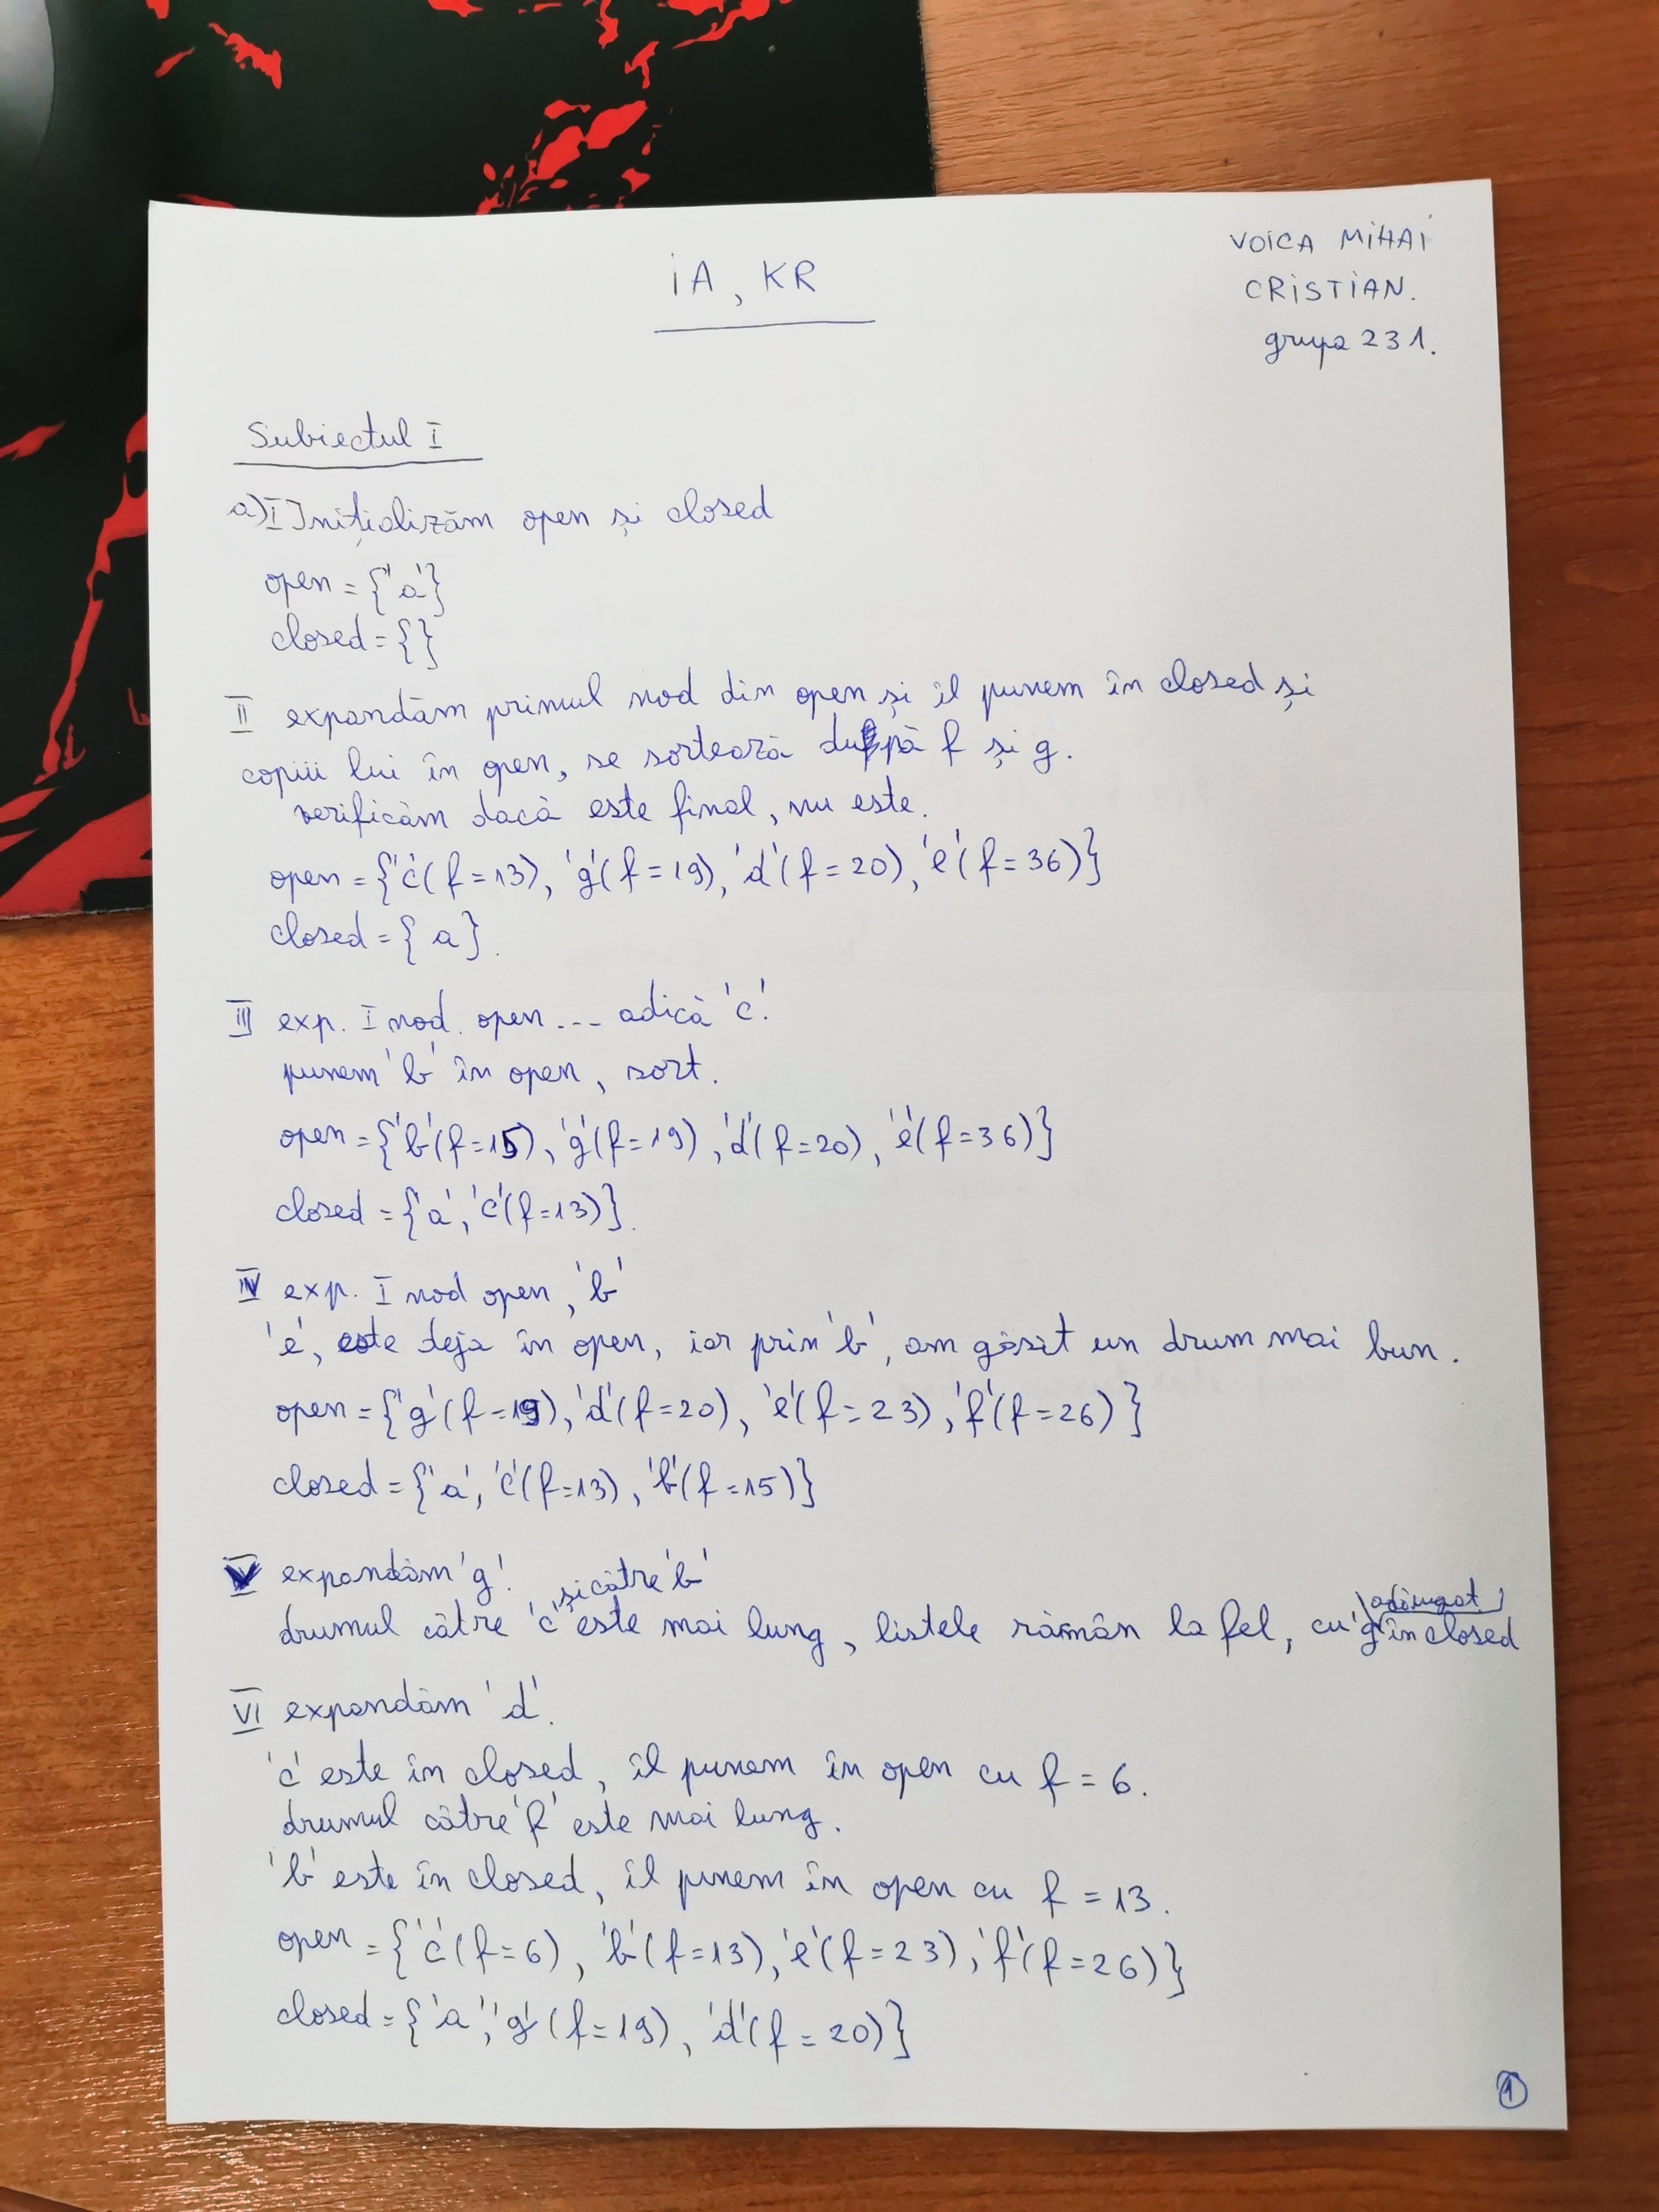 VOICA MIHAI
IA, KR
CRISTIAN.
grupa 231.
Subiectul I
a) I Inițializăm open și closed
open = {'a'}
closed = {}
II expandăm primul nod din open și îl punem în closed și
copiii lui în open, se sortează după f și g.
verificăm dacă este final, nu este.
open = {'c'(f=13), 'g'(f=19), 'd'(f=20), 'e'(f=36)}
closed = {a}.
III exp. I nod. open... adică 'c'.
punem 'b' în open, sort.
open = {'b'(f=15), 'g'(f=19), 'd'(f=20), 'e'(f=36)}
closed = {'a', 'c'(f=13)}.
IV exp. I nod open, 'b'
'e', este deja în open, iar prin 'b', am găsit un drum mai bun.
open = {'g'(f=19), 'd'(f=20), 'e'(f=23), 'f'(f=26)}
closed = {'a', 'c'(f=13), 'b'(f=15)}
V expandăm 'g'.
drumul către 'c' și către 'b' este mai lung, listele rămân la fel, cu 'g' adăugat în closed
VI expandăm 'd'.
'c' este în closed, îl punem în open cu f = 6.
drumul către 'f' este mai lung.
'b' este în closed, îl punem în open cu f = 13.
open = {'c'(f=6), 'b'(f=13), 'e'(f=23), 'f'(f=26)}
closed = {'a', 'g'(f=19), 'd'(f=20)}
1